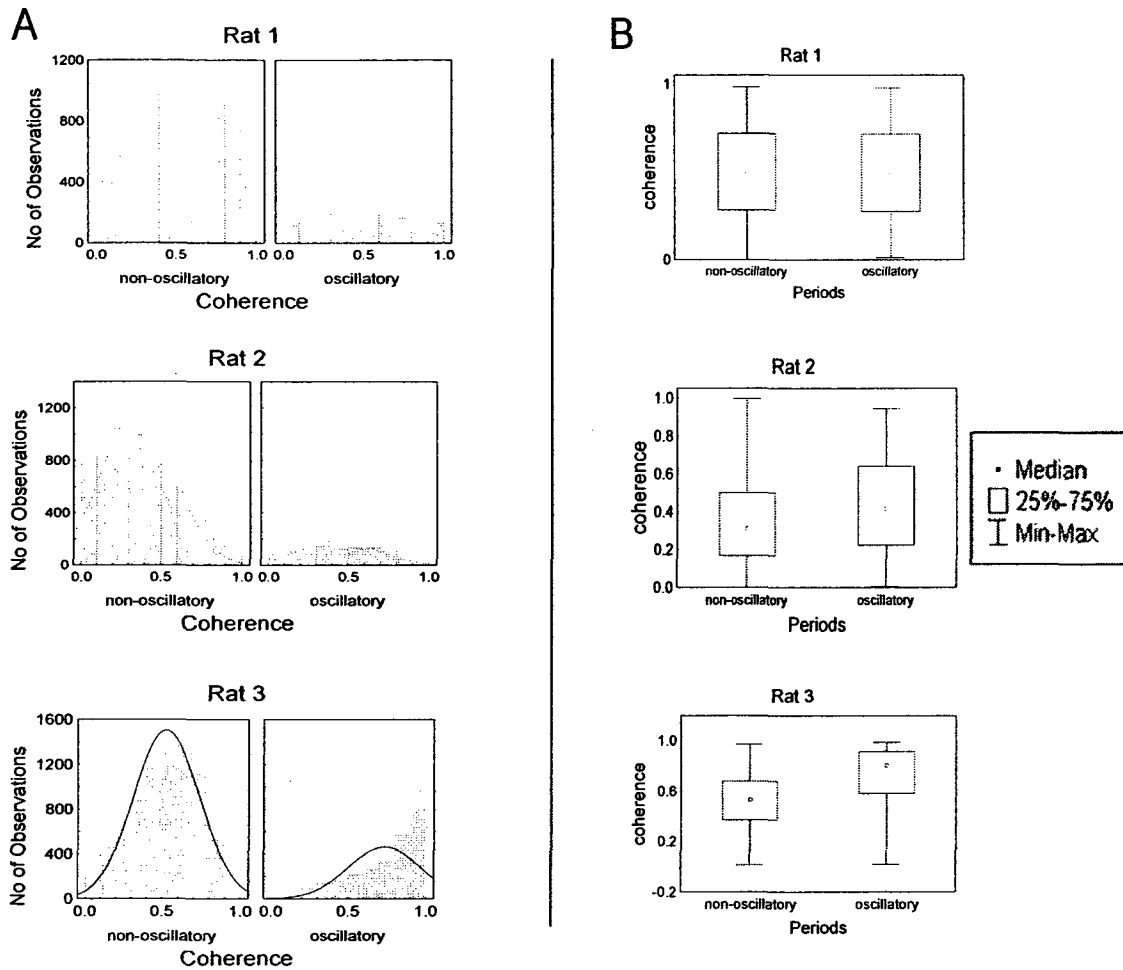 A
Rat 1
No of Observations
1200
800
400
0
0.0 0.5 1.0 0.0 0.5 1.0
non-oscillatory oscillatory
Coherence
Rat 2
No of Observations
1200
800
400
0
0.0 0.5 1.0 0.0 0.5 1.0
non-oscillatory oscillatory
Coherence
Rat 3
No of Observations
1600
1200
800
400
0
0.0 0.5 1.0 0.0 0.5 1.0
non-oscillatory oscillatory
Coherence
B
Rat 1
coherence
1
0
non-oscillatory oscillatory
Periods
Rat 2
coherence
1.0
0.8
0.6
0.4
0.2
0.0
non-oscillatory oscillatory
Periods
Median
25%-75%
Min-Max
Rat 3
coherence
1.0
0.6
0.2
-0.2
non-oscillatory oscillatory
Periods